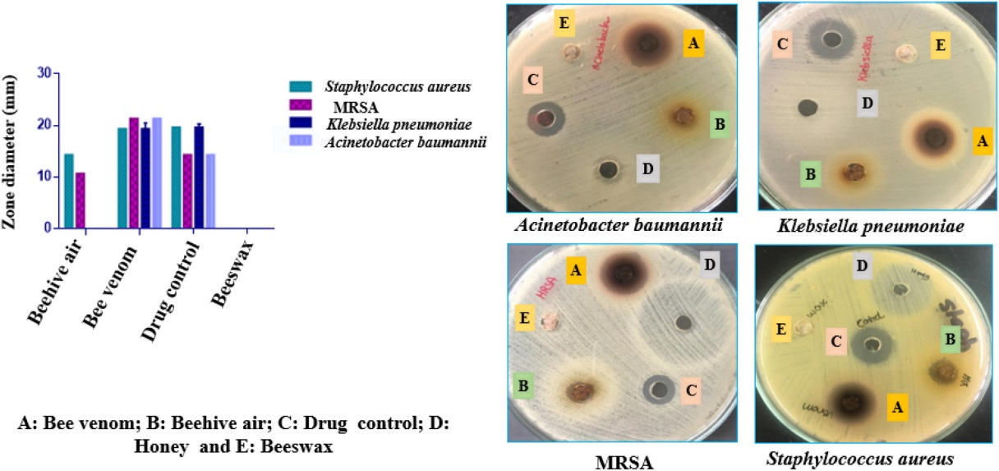 Zone diameter (mm)
30
20
10
0
Beehive air
Bee venom
Drug control
Beeswax
Staphylococcus aureus
MRSA
Klebsiella pneumoniae
Acinetobacter baumannii
A: Bee venom; B: Beehive air; C: Drug control; D:
Honey and E: Beeswax
E
A
C
B
D
Acinetobacter baumannii
C
E
Klebsiella
D
A
B
Klebsiella pneumoniae
A
D
MRSA
E
B
C
MRSA
D
Honey
wax
E
Control
C
B
A
Staphylococcus aureus